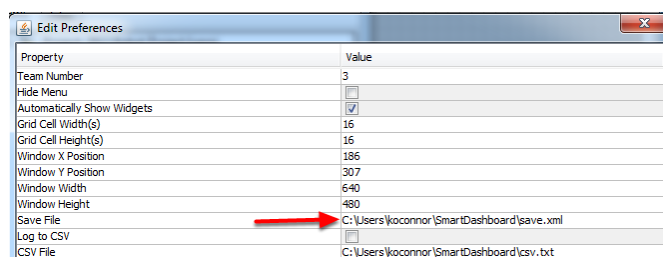 Edit Preferences
Property Value
Team Number 3
Hide Menu
Automatically Show Widgets
Grid Cell Width(s) 16
Grid Cell Height(s) 16
Window X Position 186
Window Y Position 307
Window Width 640
Window Height 480
Save File C:\Users\koconnor\SmartDashboard\save.xml
Log to CSV
CSV File C:\Users\koconnor\SmartDashboard\csv.txt